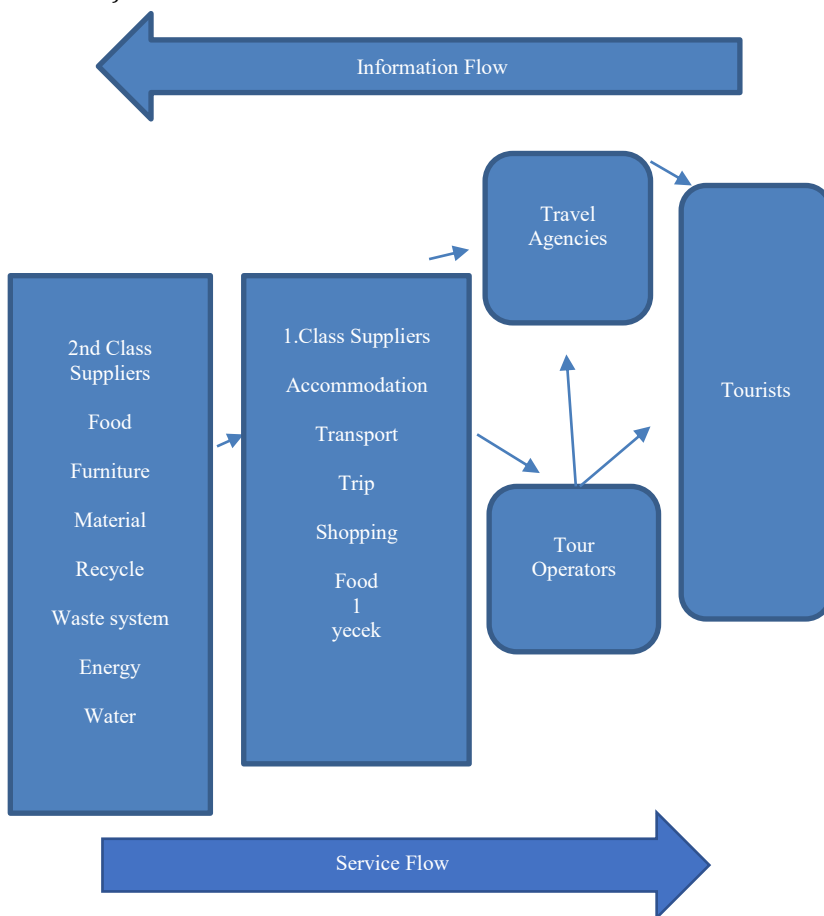 Information Flow
Travel
Agencies
2nd Class
Suppliers
Food
Furniture
Material
Recycle
Waste system
Energy
Water
1.Class Suppliers
Accommodation
Transport
Trip
Shopping
Food
1
yecek
Tourists
Tour
Operators
Service Flow